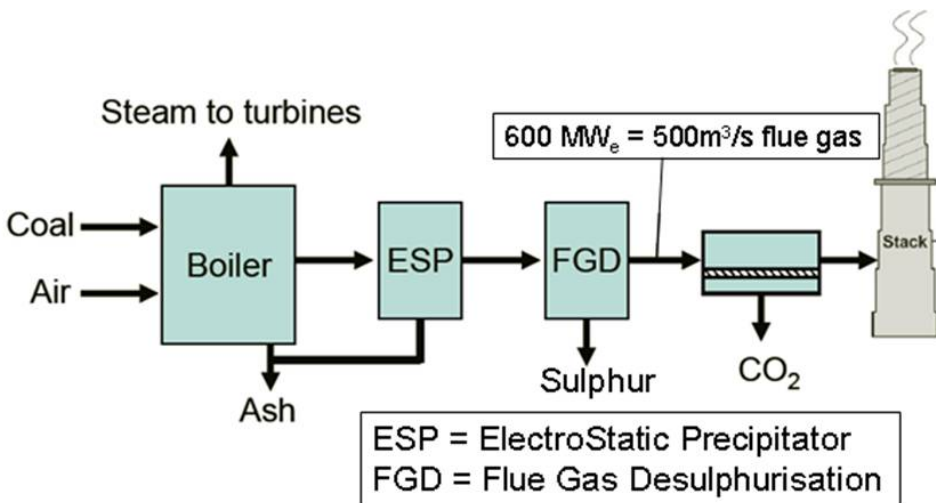 Steam to turbines
600 MWₑ = 500m³/s flue gas
Coal
Air
Boiler
ESP
FGD
Stack
Ash
Sulphur
CO₂
ESP = ElectroStatic Precipitator
FGD = Flue Gas Desulphurisation